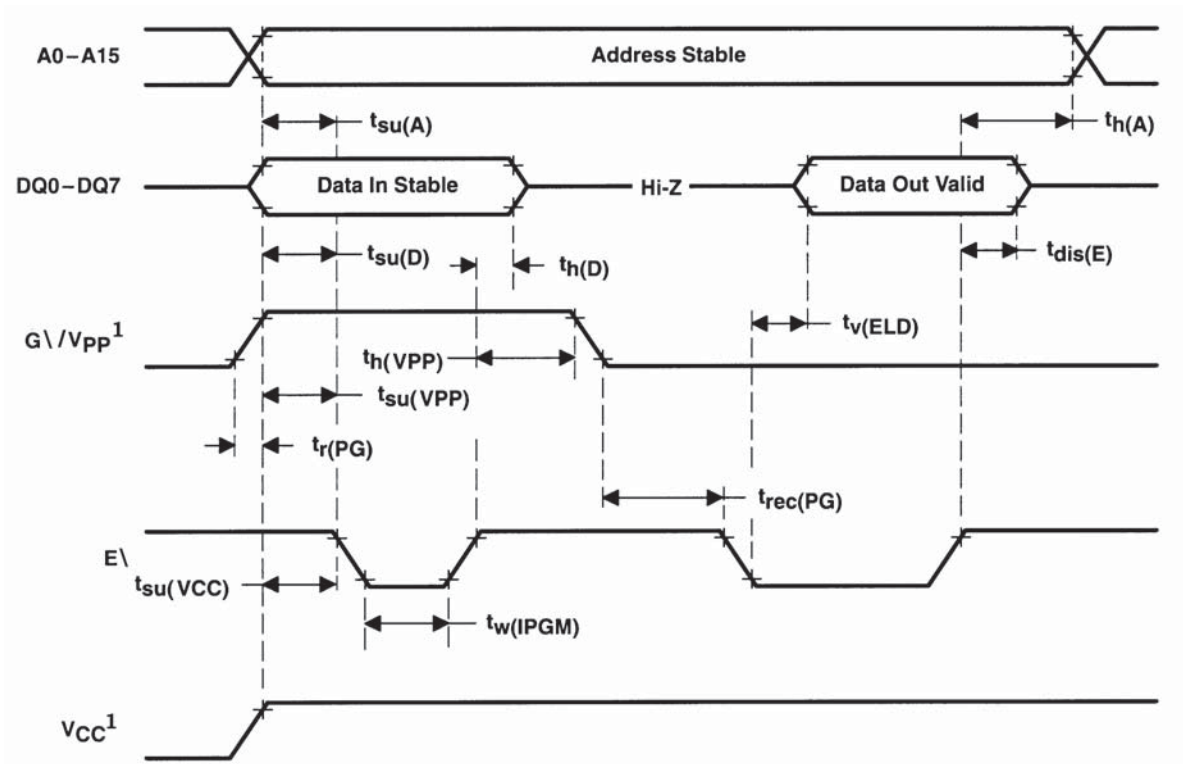 A0–A15
Address Stable
tsu(A)
th(A)
DQ0–DQ7
Data In Stable
Hi-Z
Data Out Valid
tsu(D)
th(D)
tdis(E)
G\/VPP1
th(VPP)
tv(ELD)
tsu(VPP)
tr(PG)
trec(PG)
E\
tsu(VCC)
tw(IPGM)
VCC1